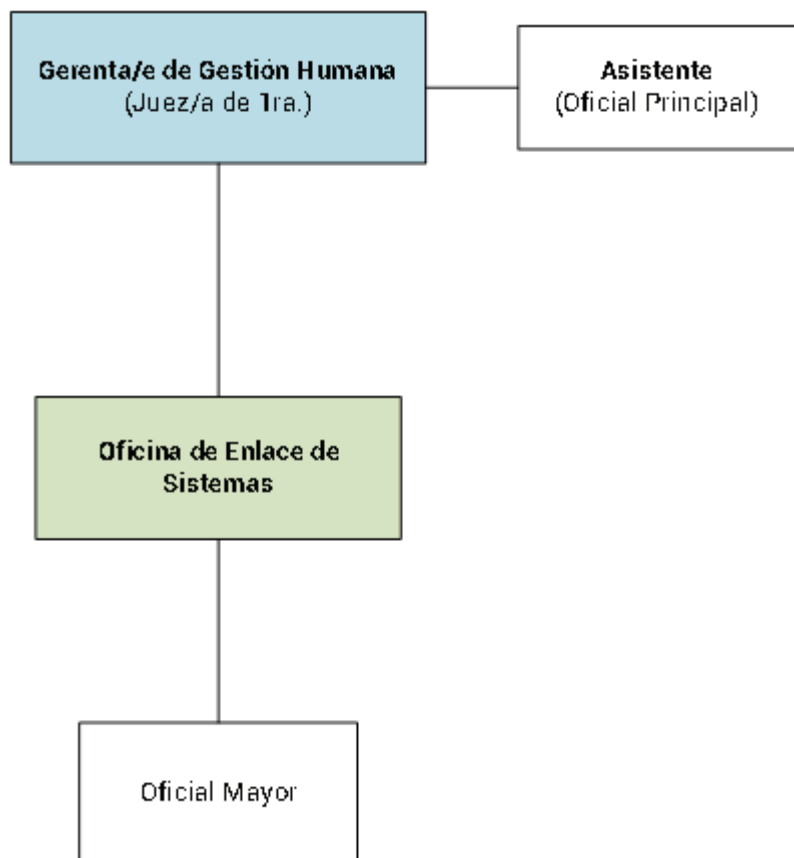 Gerenta/e de Gestión Humana
(Juez/a de 1ra.)
Asistente
(Oficial Principal)
Oficina de Enlace de
Sistemas
Oficial Mayor